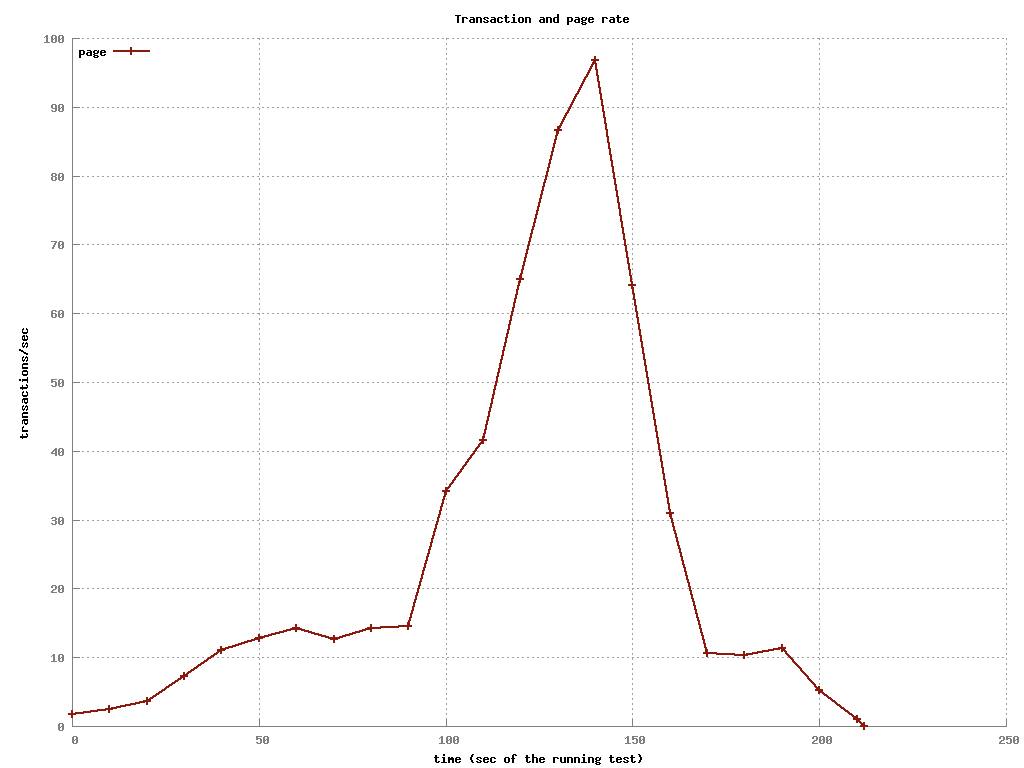 Transaction and page rate
page
100
90
80
70
60
50
40
30
20
10
0
transactions/sec
0 50 100 150 200 250
time (sec of the running test)